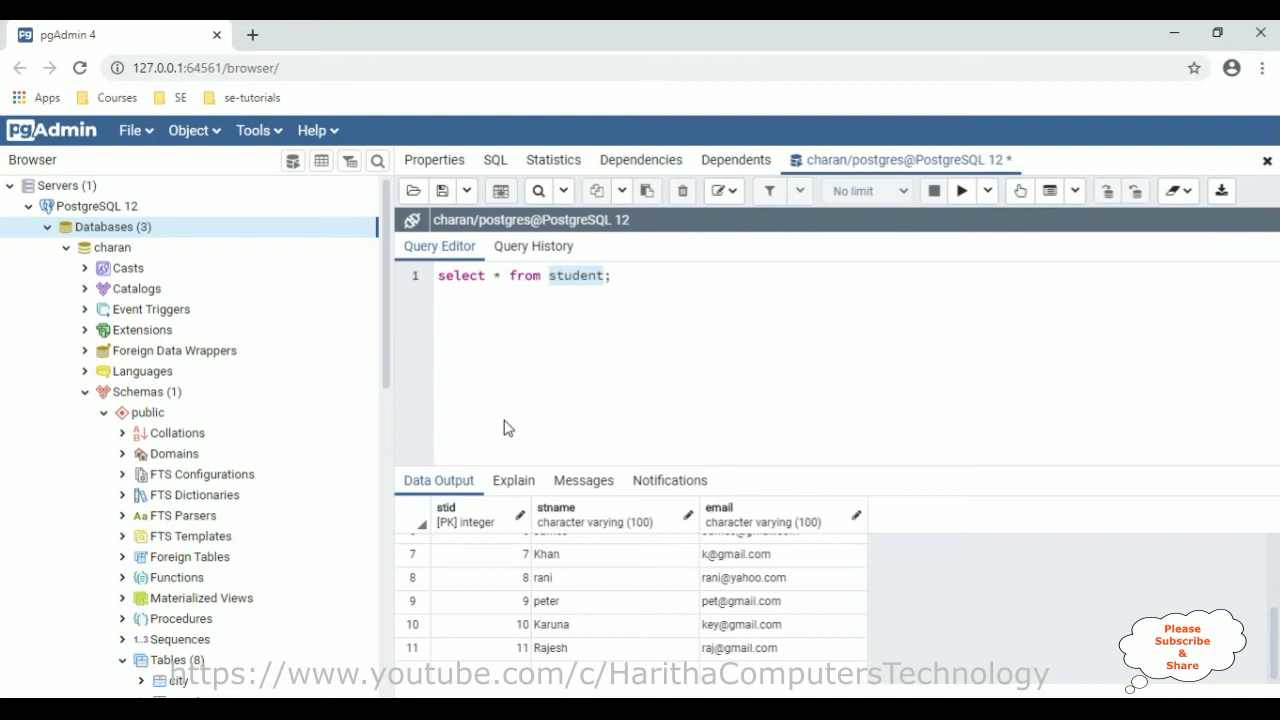 pgAdmin 4
127.0.0.1:64561/browser/
Apps Courses SE se-tutorials
pgAdmin File Object Tools Help
Browser Properties SQL Statistics Dependencies Dependents charan/postgres@PostgreSQL 12 *
No limit
Servers (1)
PostgreSQL 12
Databases (3)
charan
Casts
Catalogs
Event Triggers
Extensions
Foreign Data Wrappers
Languages
Schemas (1)
public
Collations
Domains
FTS Configurations
FTS Dictionaries
Aa FTS Parsers
FTS Templates
Foreign Tables
Functions
Materialized Views
Procedures
1..3 Sequences
Tables (8)
city
charan/postgres@PostgreSQL 12
Query Editor Query History
1 select * from student;
Data Output Explain Messages Notifications
stid stname email
[PK] integer character varying (100) character varying (100)
7 7 Khan k@gmail.com
8 8 rani rani@yahoo.com
9 9 peter pet@gmail.com
10 10 Karuna key@gmail.com
11 11 Rajesh raj@gmail.com
Please
Subscribe
&
Share
https://www.youtube.com/c/HarithaComputersTechnology